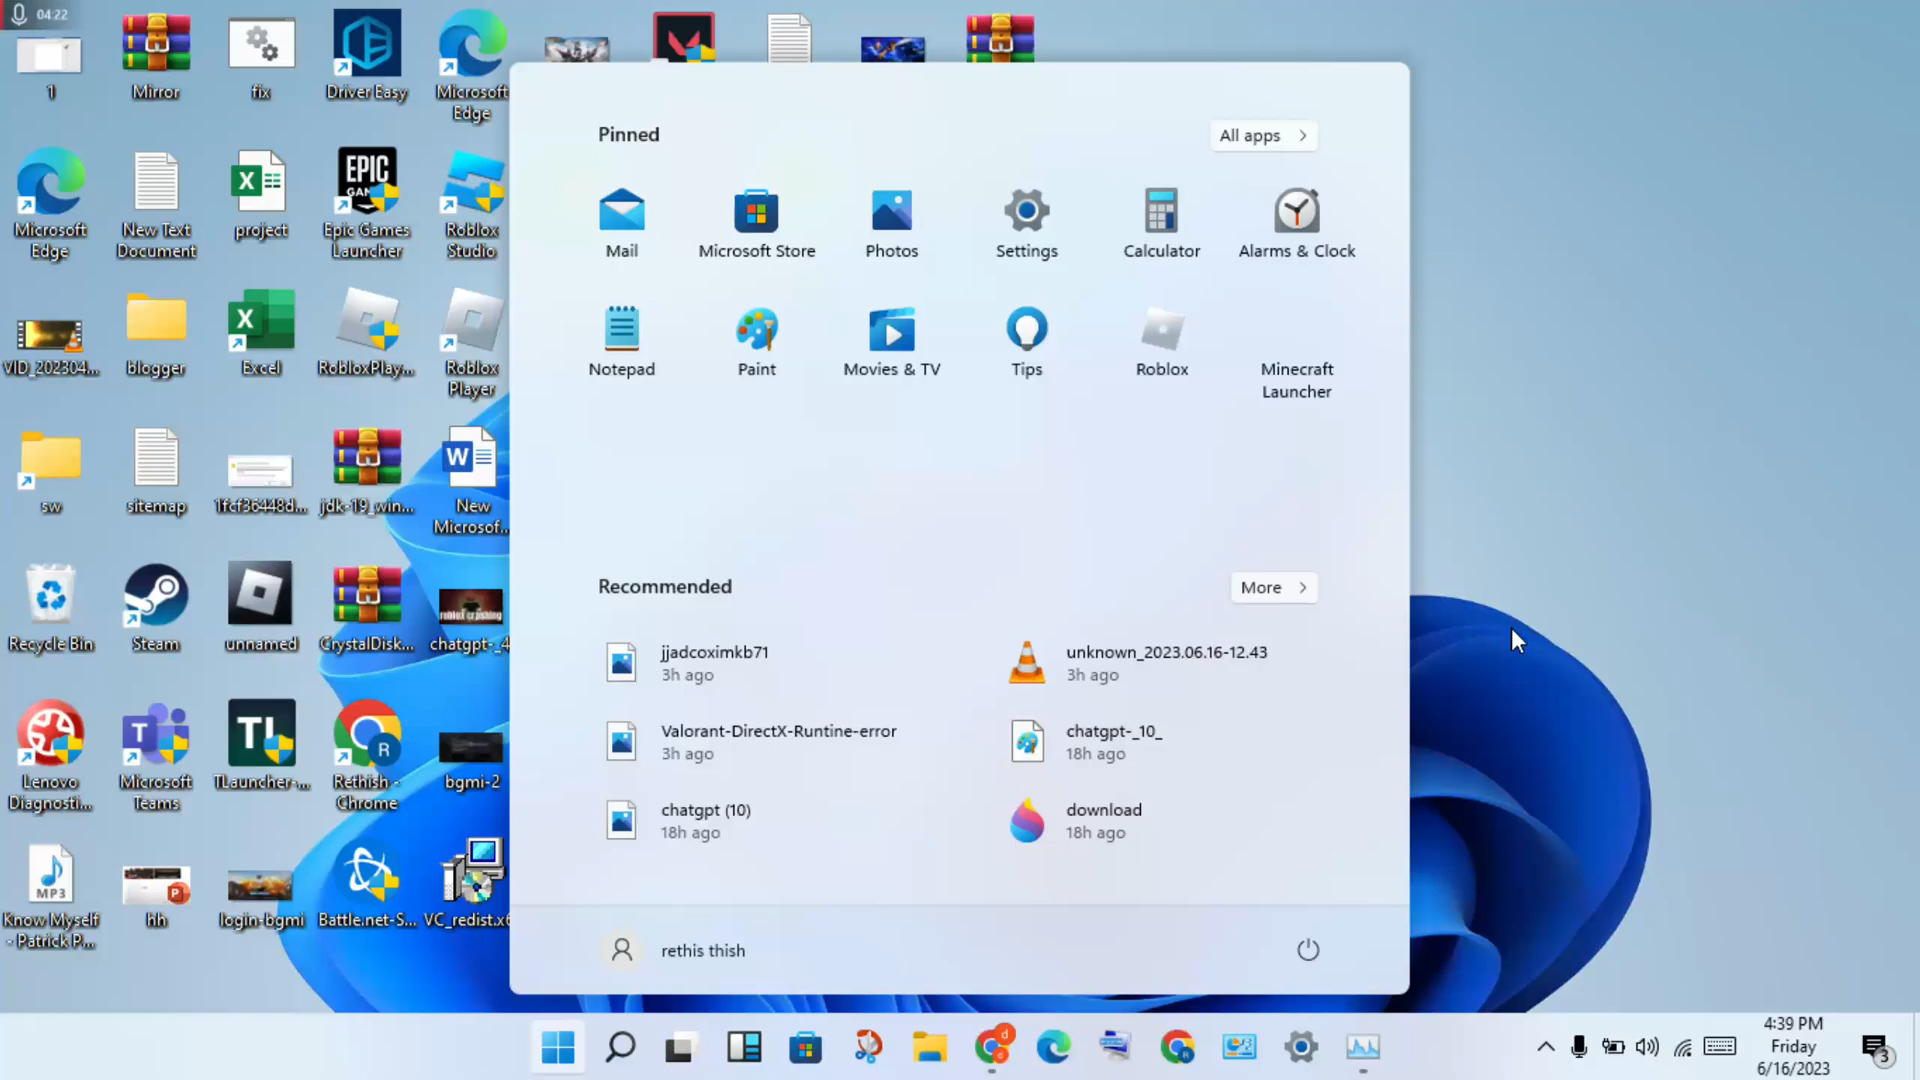 04:22
1
Mirror
fix
Driver Easy
Microsoft
Edge
Microsoft
Edge
New Text
Document
project
EPIC
Epic Games
Launcher
Roblox
Studio
VID_202304...
blogger
Excel
RobloxPlay...
Roblox
Player
sw
sitemap
1fcf36448d...
jdk-19_win...
New
Microsof...
Recycle Bin
Steam
unnamed
CrystalDisk...
roblox crashing
chatgpt-_4
Lenovo
Diagnosti...
Microsoft
Teams
TL
TLauncher-...
R
Rethish -
Chrome
bgmi-2
MP3
Know Myself
- Patrick P...
hh
login-bgmi
Battle.net-S...
VC_redist.x6
Pinned
All apps
Mail
Microsoft Store
Photos
Settings
Calculator
Alarms & Clock
Notepad
Paint
Movies & TV
Tips
Roblox
Minecraft
Launcher
Recommended
More
jjadcoximkb71
3h ago
unknown_2023.06.16-12.43
3h ago
Valorant-DirectX-Runtine-error
3h ago
chatgpt-_10_
18h ago
chatgpt (10)
18h ago
download
18h ago
rethis thish
4:39 PM
Friday
6/16/2023
3